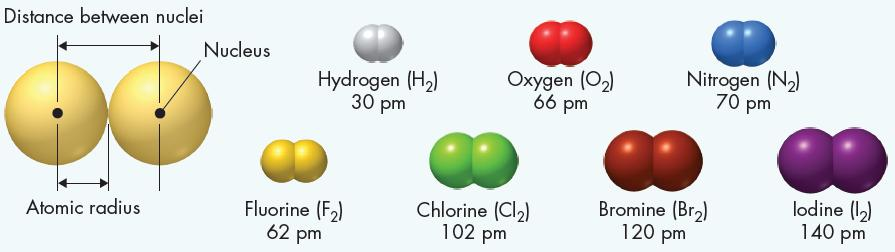 Distance between nuclei
Nucleus
Atomic radius
Hydrogen (H₂)
30 pm
Oxygen (O₂)
66 pm
Nitrogen (N₂)
70 pm
Fluorine (F₂)
62 pm
Chlorine (Cl₂)
102 pm
Bromine (Br₂)
120 pm
Iodine (I₂)
140 pm